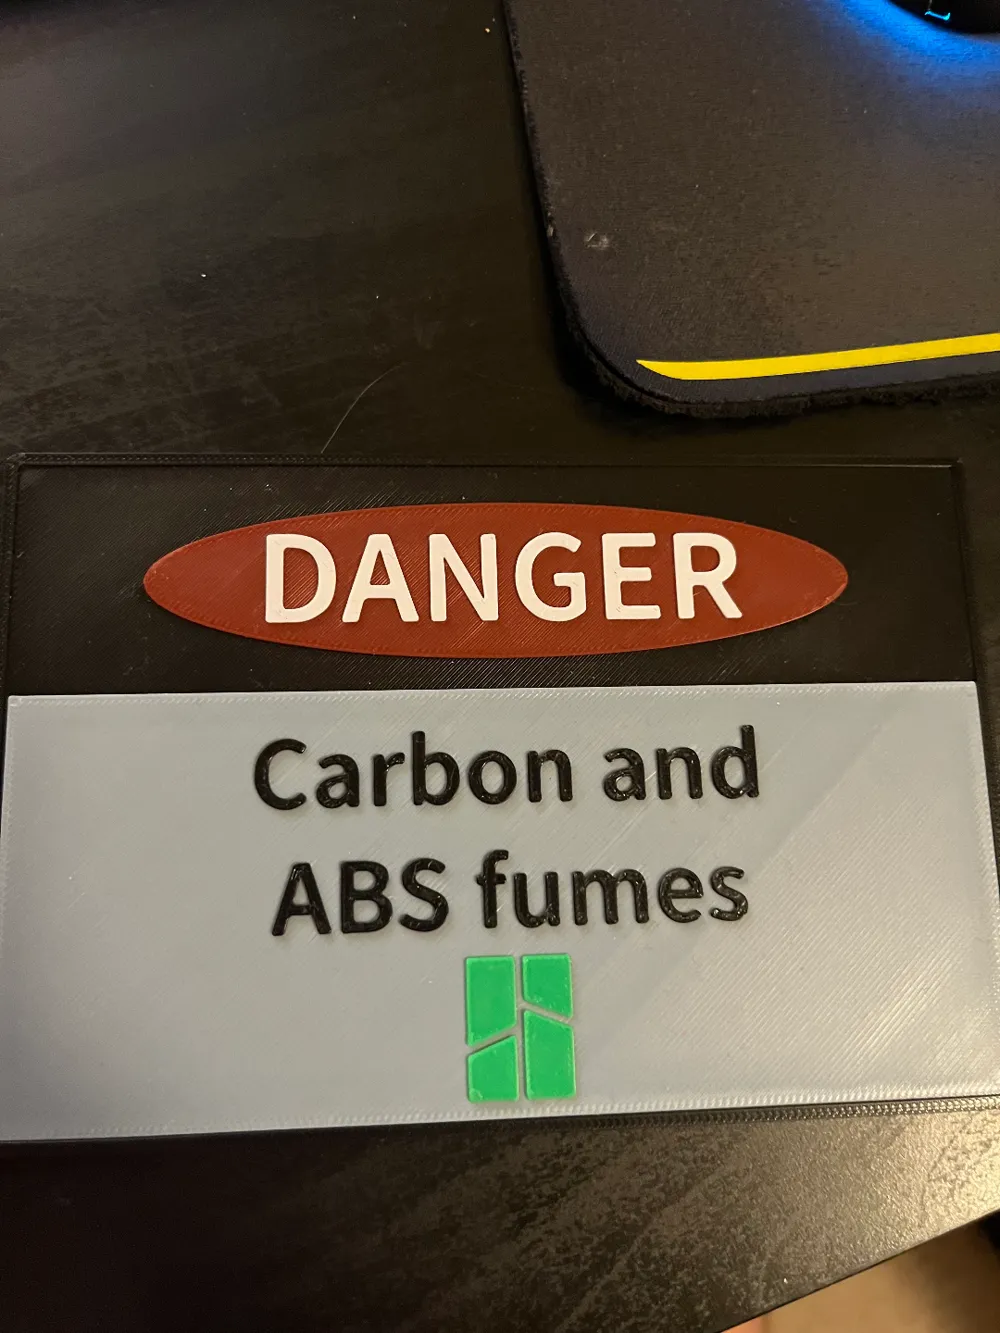 DANGER
Carbon and
ABS fumes